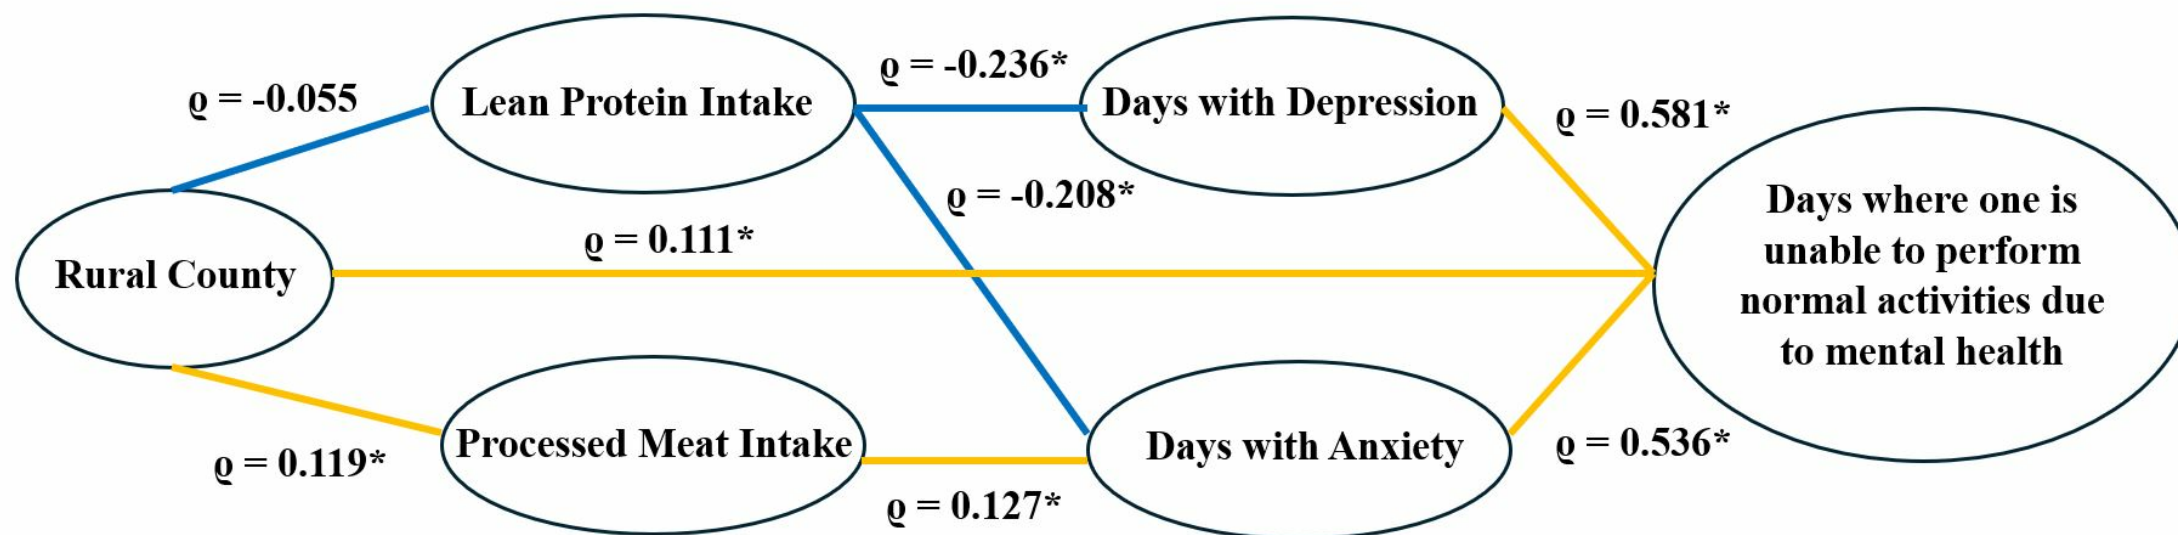 ϱ = -0.055
Lean Protein Intake
ϱ = -0.236*
Days with Depression
ϱ = 0.581*
ϱ = -0.208*
Rural County
ϱ = 0.111*
Days where one is
unable to perform
normal activities due
to mental health
ϱ = 0.119*
Processed Meat Intake
ϱ = 0.127*
Days with Anxiety
ϱ = 0.536*